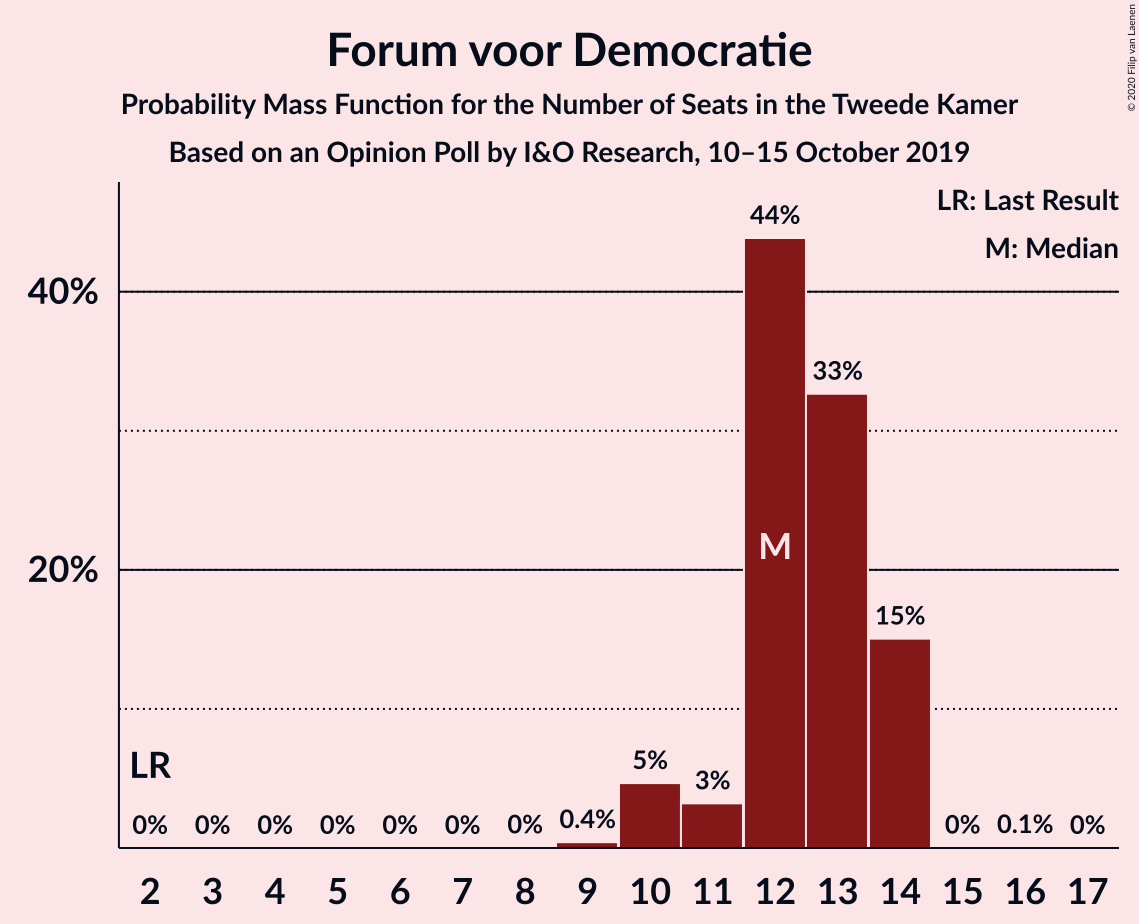 Forum voor Democratie
Probability Mass Function for the Number of Seats in the Tweede Kamer
Based on an Opinion Poll by I&O Research, 10–15 October 2019
© 2020 Filip van Laenen
LR: Last Result
M: Median
44%
40%
33%
M
20%
15%
LR
5%
3%
0% 0% 0% 0% 0% 0% 0% 0.4% 0% 0.1% 0%
2 3 4 5 6 7 8 9 10 11 12 13 14 15 16 17